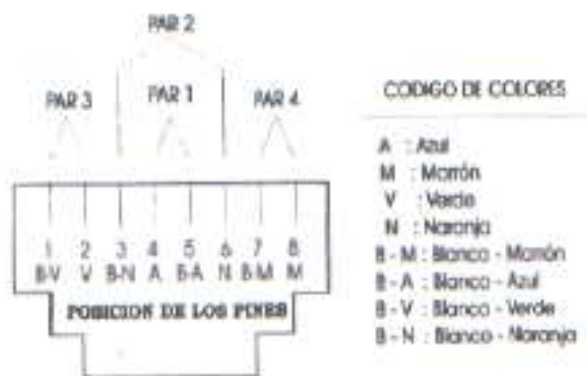 PAR 2
PAR 3 PAR 1 PAR 4
1 2 3 4 5 6 7 8
B-V V B-N A B-A N B-M M
POSICION DE LOS PINES
CODIGO DE COLORES
A : Azul
M : Marrón
V : Verde
N : Naranja
B - M : Blanco - Marrón
B - A : Blanco - Azul
B - V : Blanco - Verde
B - N : Blanco - Naranja